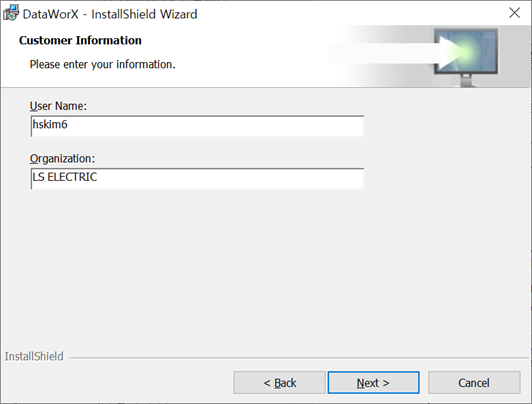 DataWorX - InstallShield Wizard
Customer Information
Please enter your information.
User Name:
hskim6
Organization:
LS ELECTRIC
InstallShield
< Back
Next >
Cancel